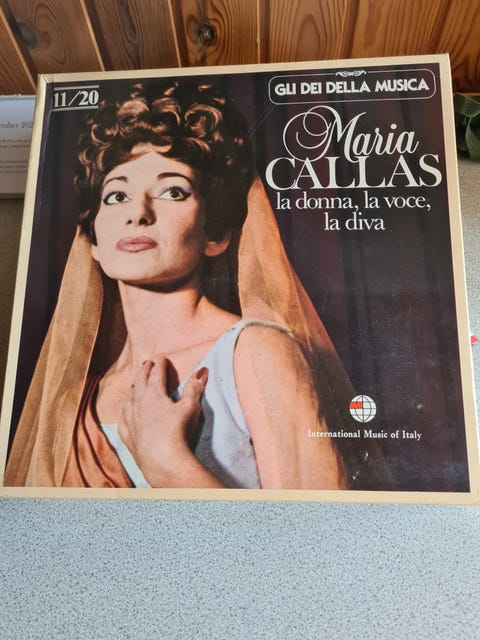 11/20
GLI DEI DELLA MUSICA
Maria
CALLAS
la donna, la voce,
la diva
International Music of Italy